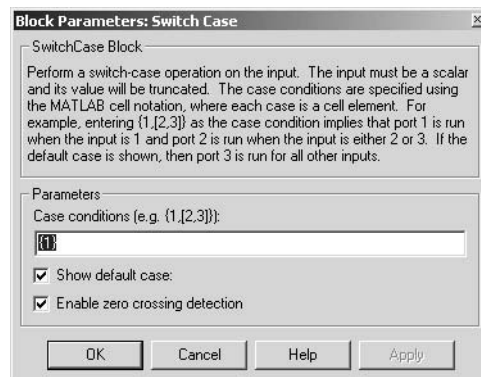 Block Parameters: Switch Case
SwitchCase Block
Perform a switch-case operation on the input. The input must be a scalar
and its value will be truncated. The case conditions are specified using
the MATLAB cell notation, where each case is a cell element. For
example, entering {1,[2,3]} as the case condition implies that port 1 is run
when the input is 1 and port 2 is run when the input is either 2 or 3. If the
default case is shown, then port 3 is run for all other inputs.
Parameters
Case conditions (e.g. {1,[2,3]}):
{1}
Show default case:
Enable zero crossing detection
OK Cancel Help Apply